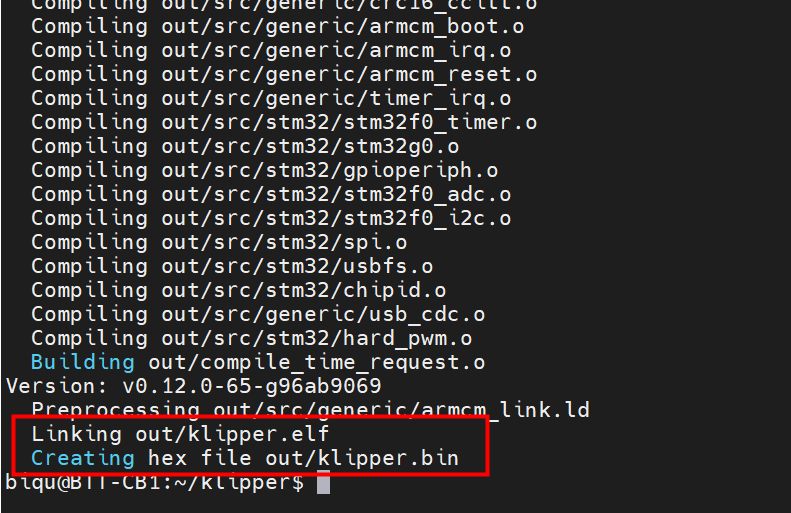 Compiling out/src/generic/crc16_ccitt.o
Compiling out/src/generic/armcm_boot.o
Compiling out/src/generic/armcm_irq.o
Compiling out/src/generic/armcm_reset.o
Compiling out/src/generic/timer_irq.o
Compiling out/src/stm32/stm32f0_timer.o
Compiling out/src/stm32/stm32g0.o
Compiling out/src/stm32/gpioperiph.o
Compiling out/src/stm32/stm32f0_adc.o
Compiling out/src/stm32/stm32f0_i2c.o
Compiling out/src/stm32/spi.o
Compiling out/src/stm32/usbfs.o
Compiling out/src/stm32/chipid.o
Compiling out/src/generic/usb_cdc.o
Compiling out/src/stm32/hard_pwm.o
Building out/compile_time_request.o
Version: v0.12.0-65-g96ab9069
Preprocessing out/src/generic/armcm_link.ld
Linking out/klipper.elf
Creating hex file out/klipper.bin
biqu@BTT-CB1:~/klipper$